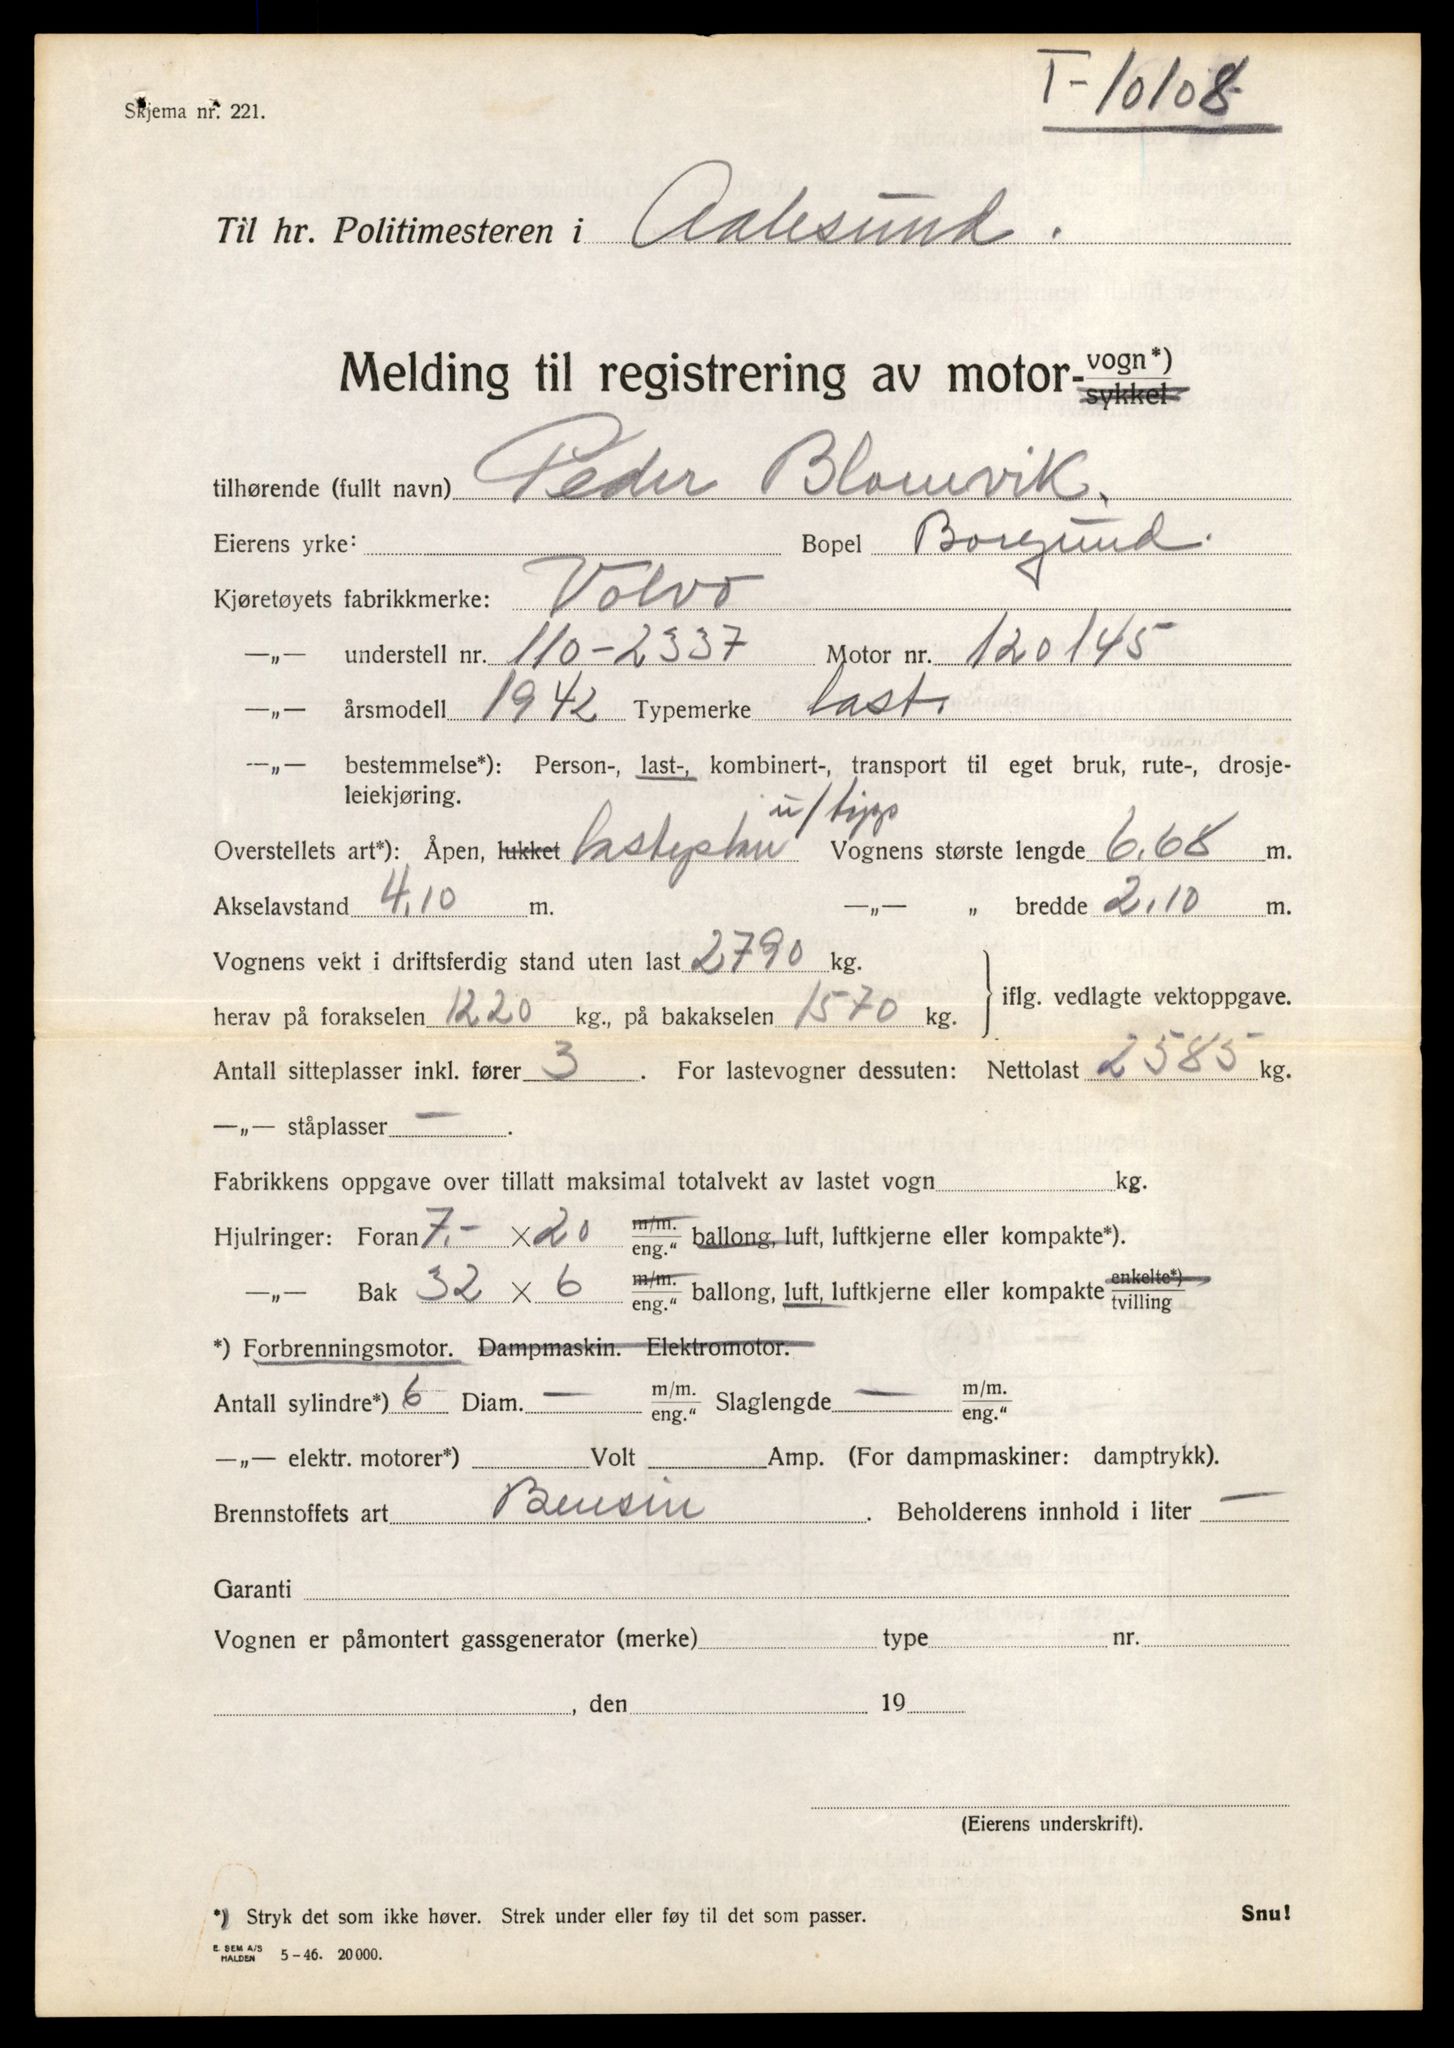 T-10108
Skjema nr. 221.
Til hr. Politimesteren i Aalesund.
Melding til registrering av motor- vogn*) sykkel
tilhørende (fullt navn) Peder Blomvik.
Eierens yrke: Bopel Borgund.
Kjøretøyets fabrikkmerke: Volvo
—„— understell nr. 110-2337 Motor nr. 120145
—„— årsmodell 1942 Typemerke last.
—„— bestemmelse*): Person-, last-, kombinert-, transport til eget bruk, rute-, drosje-
leiekjøring.
u/tipp
Overstellets art*): Åpen, lukket lasteplan Vognens største lengde 6.68 m.
Akselavstand 4,10 m. —„— „ bredde 2.10 m.
Vognens vekt i driftsferdig stand uten last 2790 kg.
herav på forakselen 1220 kg., på bakakselen 1570 kg. iflg. vedlagte vektoppgave.
Antall sitteplasser inkl. fører 3. For lastevogner dessuten: Nettolast 2585 kg.
—„— ståplasser —.
Fabrikkens oppgave over tillatt maksimal totalvekt av lastet vogn kg.
Hjulringer: Foran 7.- × 20 m/m. eng.“ ballong, luft, luftkjerne eller kompakte*).
—„— Bak 32 × 6 m/m. eng.“ ballong, luft, luftkjerne eller kompakte enkelte*) tvilling
*) Forbrenningsmotor. Dampmaskin. Elektromotor.
Antall sylindre*) 6 Diam. — m/m. eng.“ Slaglengde — m/m. eng.“
—„— elektr. motorer*) Volt Amp. (For dampmaskiner: damptrykk).
Brennstoffets art Bensin. Beholderens innhold i liter —
Garanti
Vognen er påmontert gassgenerator (merke) type nr.
, den 19
(Eierens underskrift).
*) Stryk det som ikke høver. Strek under eller føy til det som passer. Snu!
E. SEM A/S HALDEN 5-46. 20000.